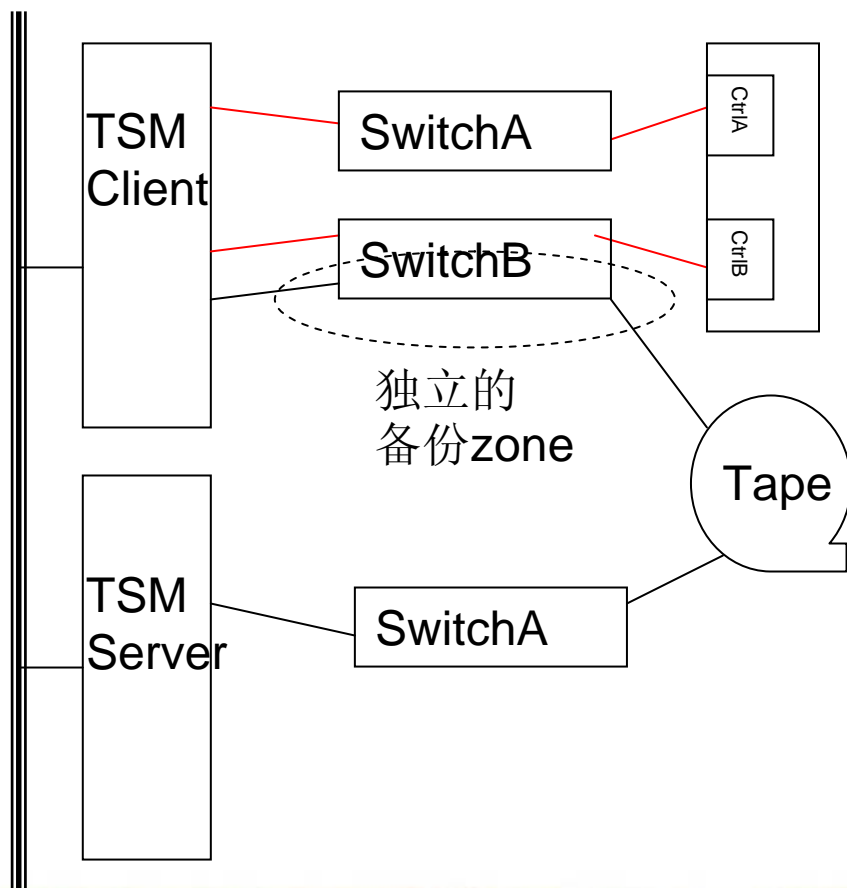 TSM
Client
SwitchA
CtrlA
SwitchB
CtrlB
独立的
备份zone
Tape
TSM
Server
SwitchA